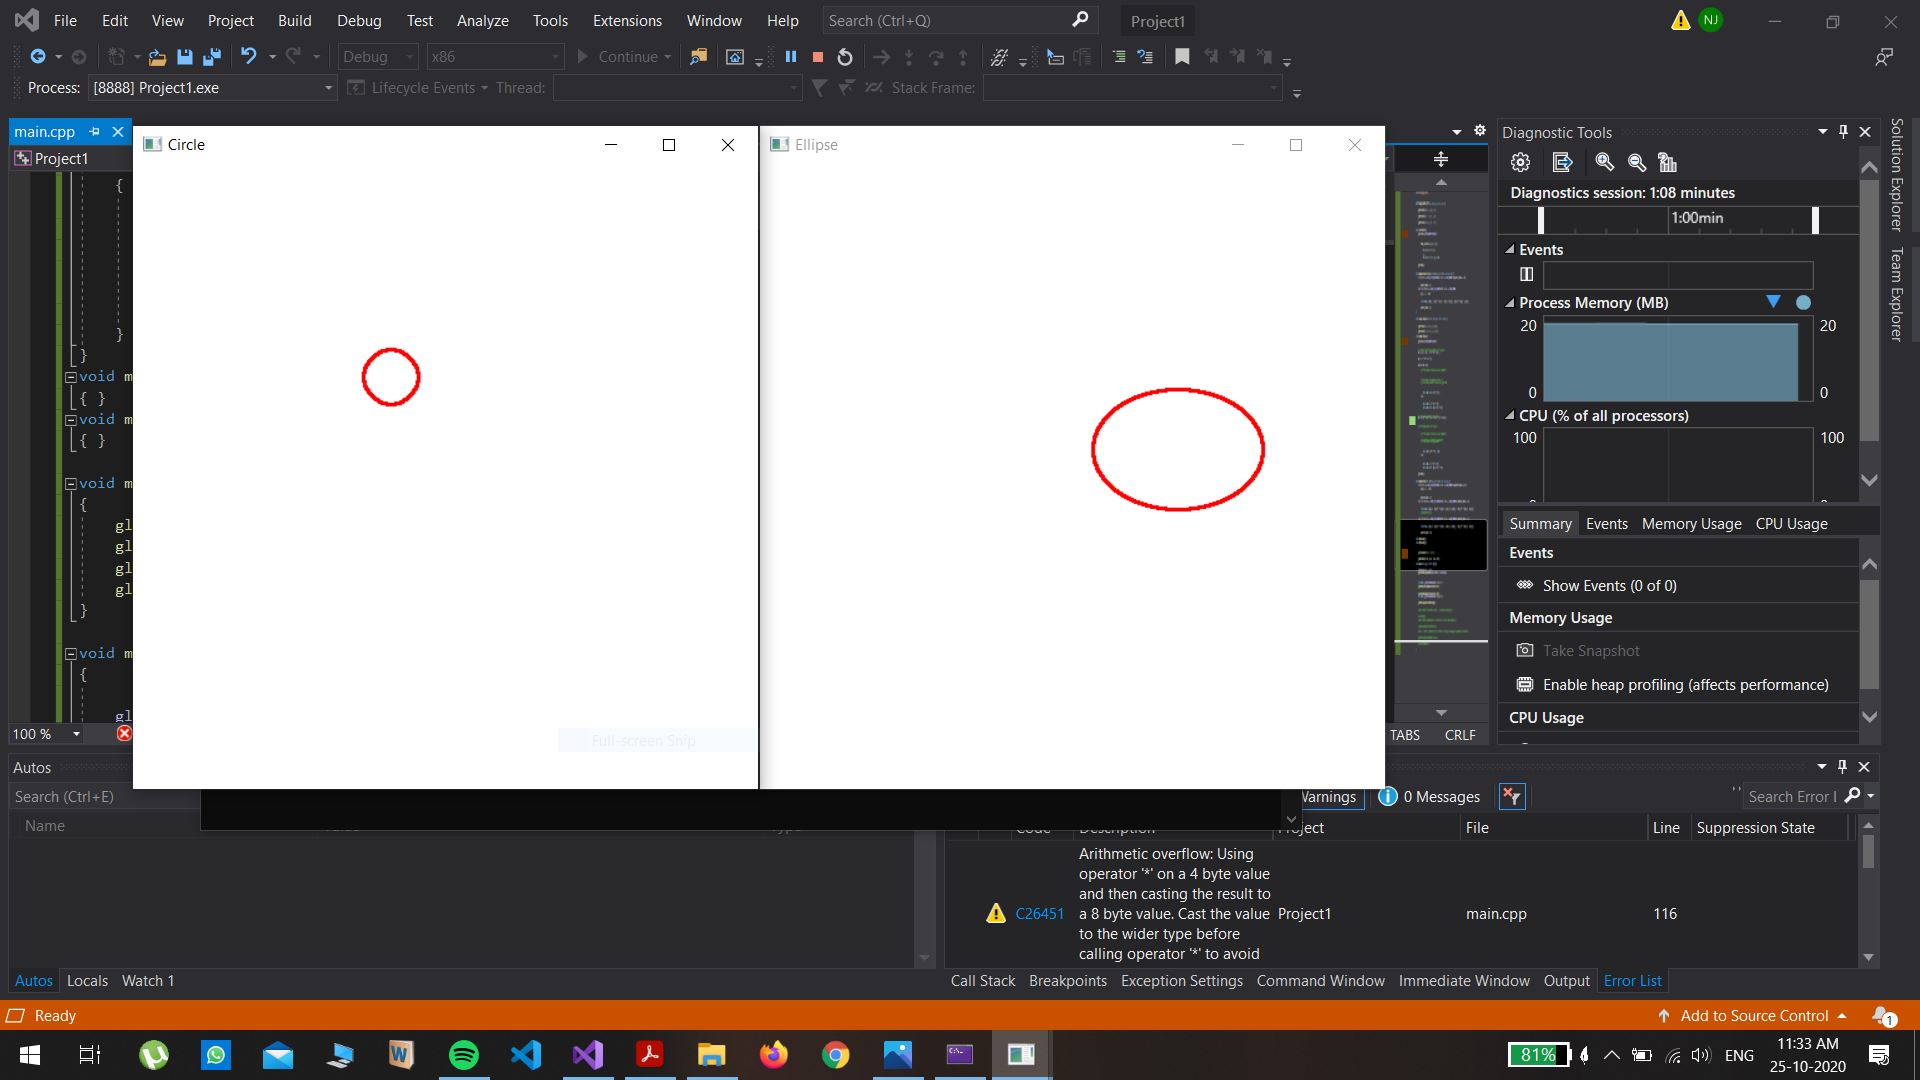 File Edit View Project Build Debug Test Analyze Tools Extensions Window Help Search (Ctrl+Q) Project1 NJ
Debug x86 Continue
Process: [8888] Project1.exe Lifecycle Events Thread: Stack Frame:
main.cpp
Project1
{
}
}
void m
{ }
void m
{ }
void m
{
gl
gl
gl
gl
}
void m
{
gl
100 %
Circle
Full-screen Snip
Ellipse
TABS CRLF
Diagnostic Tools
Diagnostics session: 1:08 minutes
1:00min
Events
Process Memory (MB)
20 20
0 0
CPU (% of all processors)
100 100
Summary Events Memory Usage CPU Usage
Events
Show Events (0 of 0)
Memory Usage
Take Snapshot
Enable heap profiling (affects performance)
CPU Usage
Solution Explorer
Team Explorer
Autos
Search (Ctrl+E)
Name
Autos Locals Watch 1
0 Messages
Search Error
Code Description Project File Line Suppression State
C26451
Arithmetic overflow: Using
operator '*' on a 4 byte value
and then casting the result to
a 8 byte value. Cast the value
to the wider type before
calling operator '*' to avoid
Project1 main.cpp 116
Call Stack Breakpoints Exception Settings Command Window Immediate Window Output Error List
Ready
Add to Source Control 1
81% ENG
11:33 AM
25-10-2020